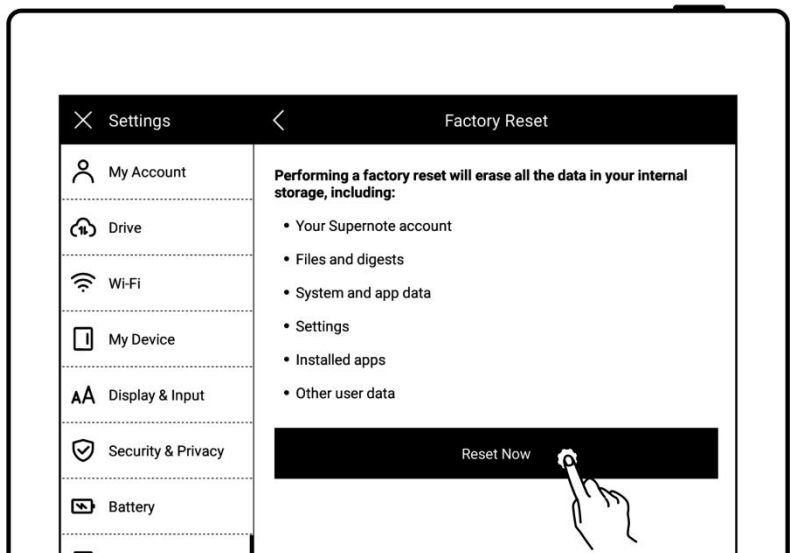 Settings
Factory Reset
My Account
Drive
Wi-Fi
My Device
AA Display & Input
Security & Privacy
Battery
Performing a factory reset will erase all the data in your internal
storage, including:
• Your Supernote account
• Files and digests
• System and app data
• Settings
• Installed apps
• Other user data
Reset Now